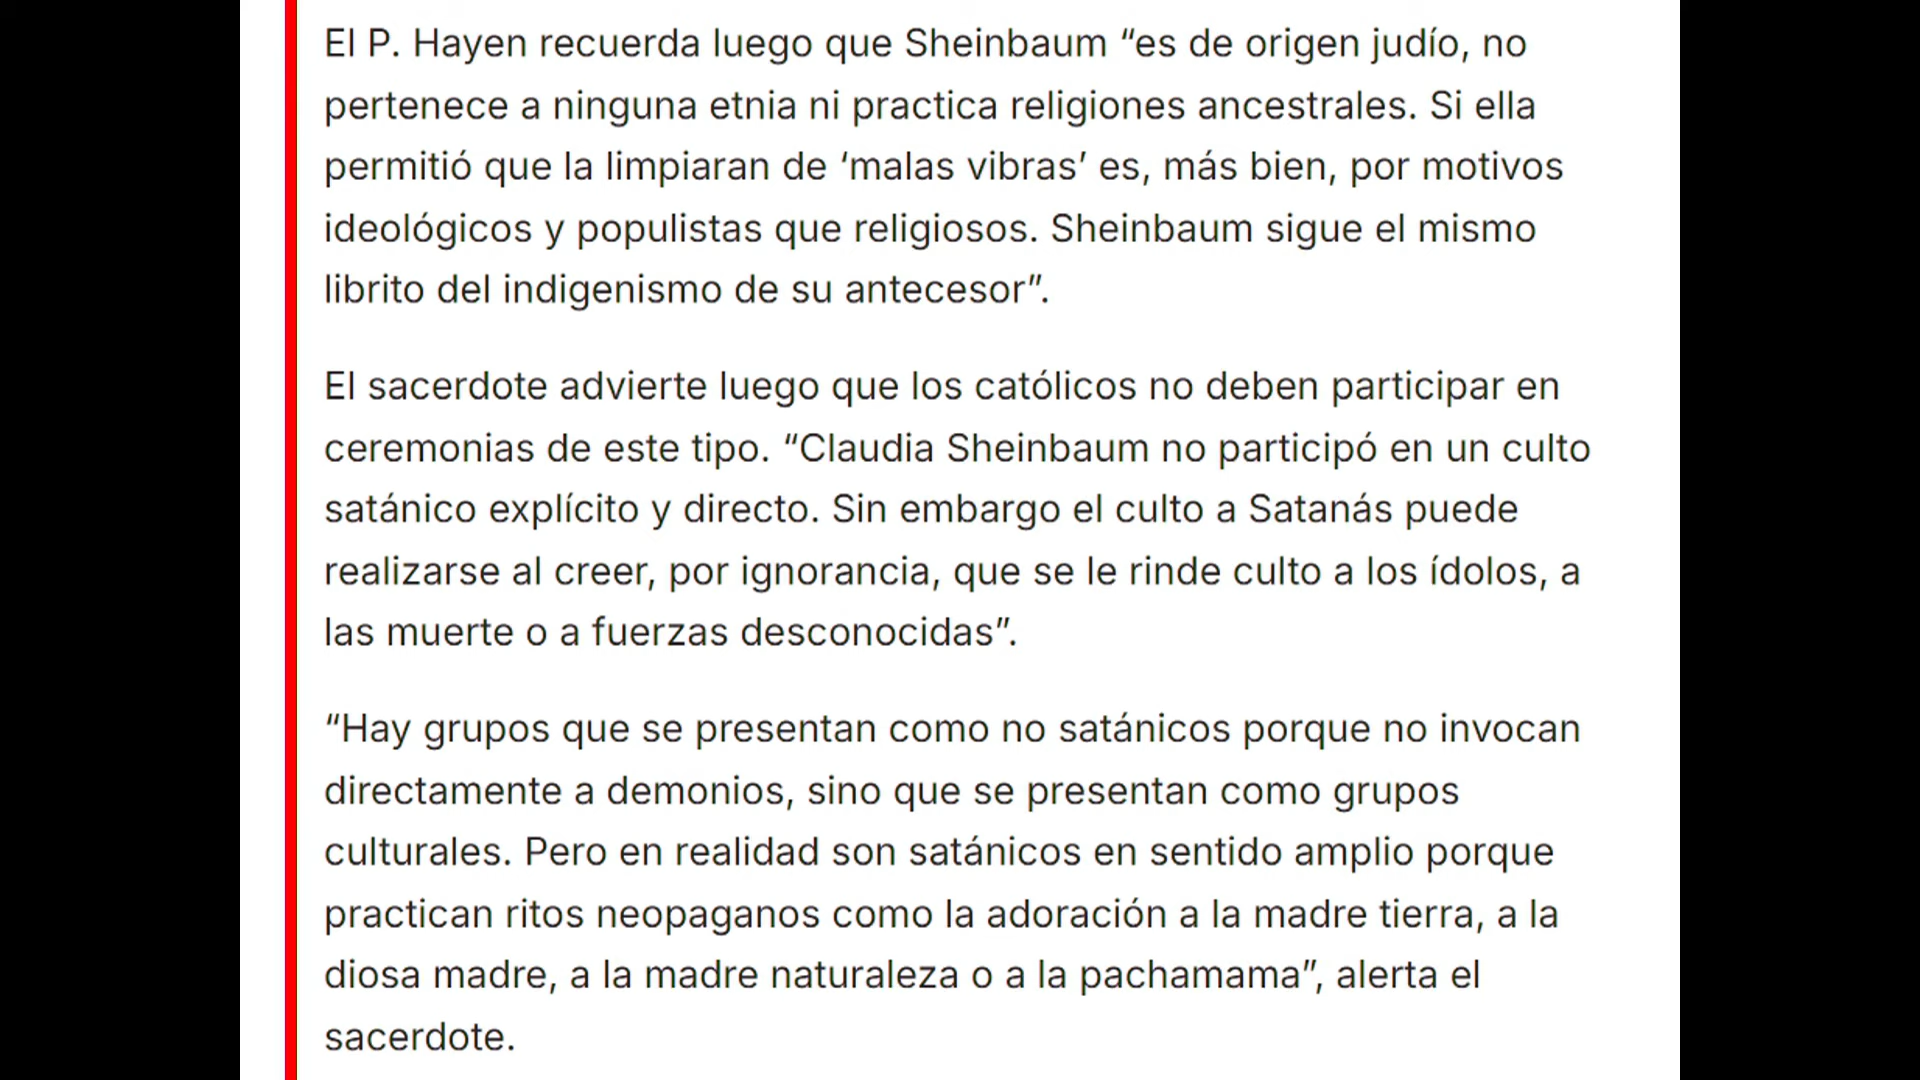 El P. Hayen recuerda luego que Sheinbaum “es de origen judío, no
pertenece a ninguna etnia ni practica religiones ancestrales. Si ella
permitió que la limpiaran de ‘malas vibras’ es, más bien, por motivos
ideológicos y populistas que religiosos. Sheinbaum sigue el mismo
librito del indigenismo de su antecesor”.
El sacerdote advierte luego que los católicos no deben participar en
ceremonias de este tipo. “Claudia Sheinbaum no participó en un culto
satánico explícito y directo. Sin embargo el culto a Satanás puede
realizarse al creer, por ignorancia, que se le rinde culto a los ídolos, a
las muerte o a fuerzas desconocidas”.
“Hay grupos que se presentan como no satánicos porque no invocan
directamente a demonios, sino que se presentan como grupos
culturales. Pero en realidad son satánicos en sentido amplio porque
practican ritos neopaganos como la adoración a la madre tierra, a la
diosa madre, a la madre naturaleza o a la pachamama”, alerta el
sacerdote.